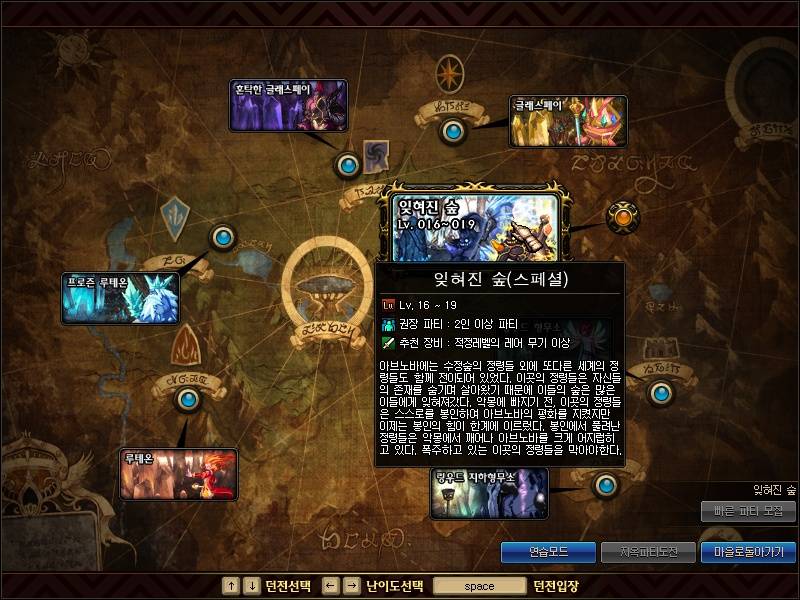 혼탁한 글래스페이
글래스페이
잊혀진 숲
Lv. 016~019
프로즌 루테온
잊혀진 숲(스페셜)
Lv. Lv. 16 ~ 19
권장 파티 : 2인 이상 파티
추천 장비 : 적정레벨의 레어 무기 이상
아브노바에는 수정숲의 정령들 외에 또다른 세계의 정
령들도 함께 전이되어 있었다. 이곳의 정령들은 자신들
의 존재를 숨기며 살아왔기 때문에 이들의 숲은 많은
이들에게 잊혀져갔다. 악몽에 빠지기 전, 이곳의 정령들
은 스스로를 봉인하여 아브노바의 평화를 지켰지만
이제는 봉인의 힘이 한계에 이르렀다. 봉인에서 풀려난
정령들은 악몽에서 깨어나 아브노바를 크게 어지럽히
고 있다. 폭주하고 있는 이곳의 정령들을 막아야한다.
루테온
랑우드 지하형무소
잊혀진 숲
빠른 파티 모집
연습모드
지옥파티도전
마을로돌아가기
↑ ↓ 던전선택 ← → 난이도선택 space 던전입장